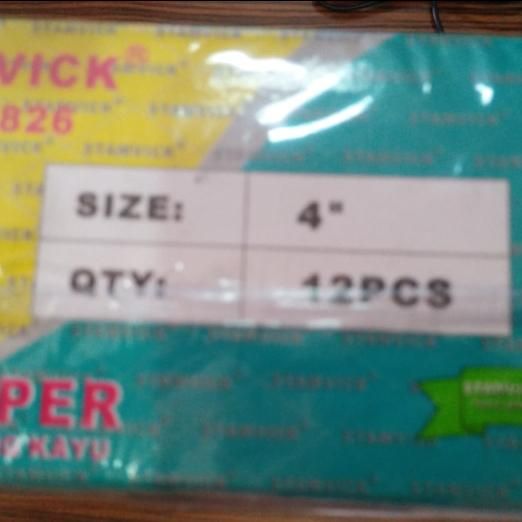 VICK®
826
SIZE: 4"
QTY: 12PCS
PER
KAYU